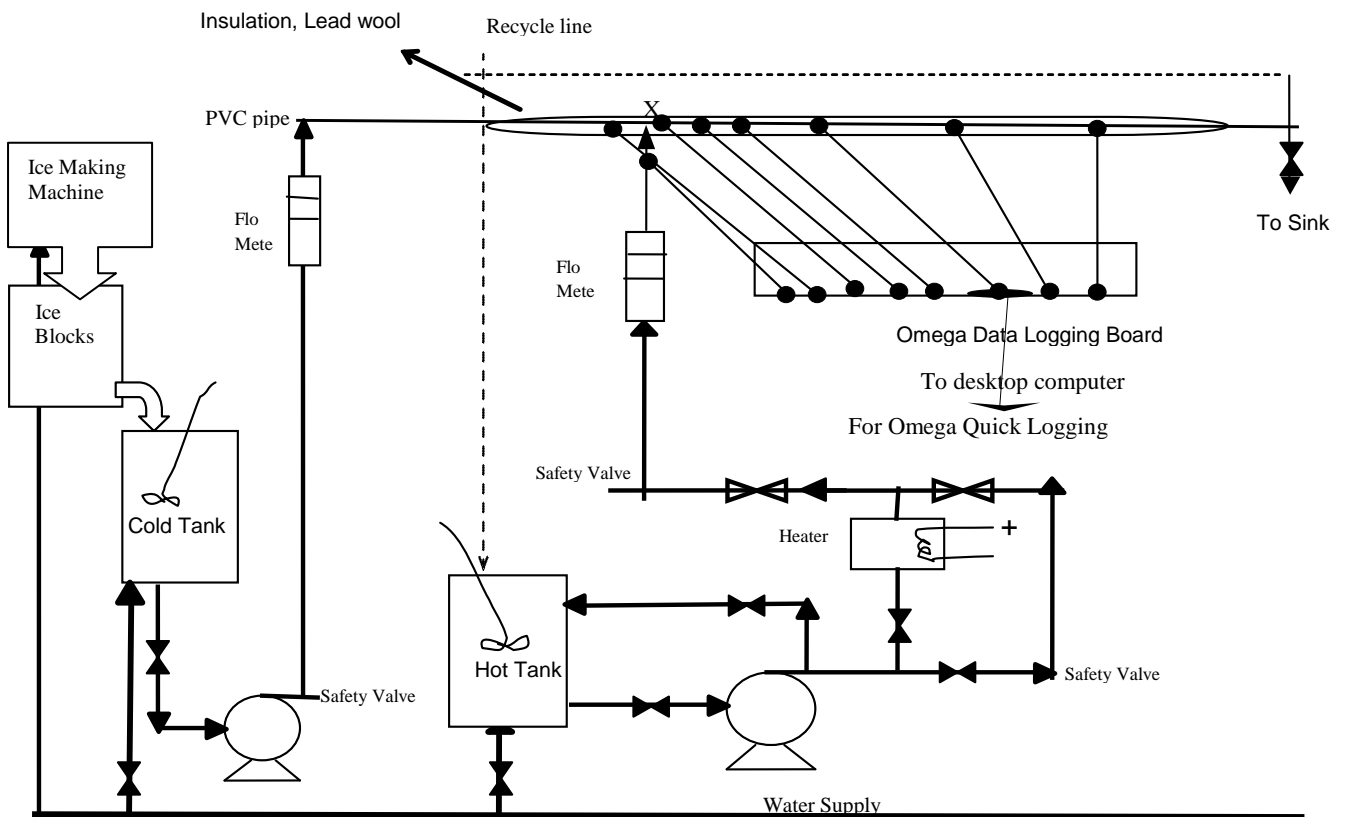 Insulation, Lead wool
Recycle line
PVC pipe
X
Ice Making
Machine
Flo
Mete
To Sink
Flo
Mete
Ice
Blocks
Omega Data Logging Board
To desktop computer
For Omega Quick Logging
Safety Valve
Cold Tank
Heater
+
Hot Tank
Safety Valve
Safety Valve
Water Supply